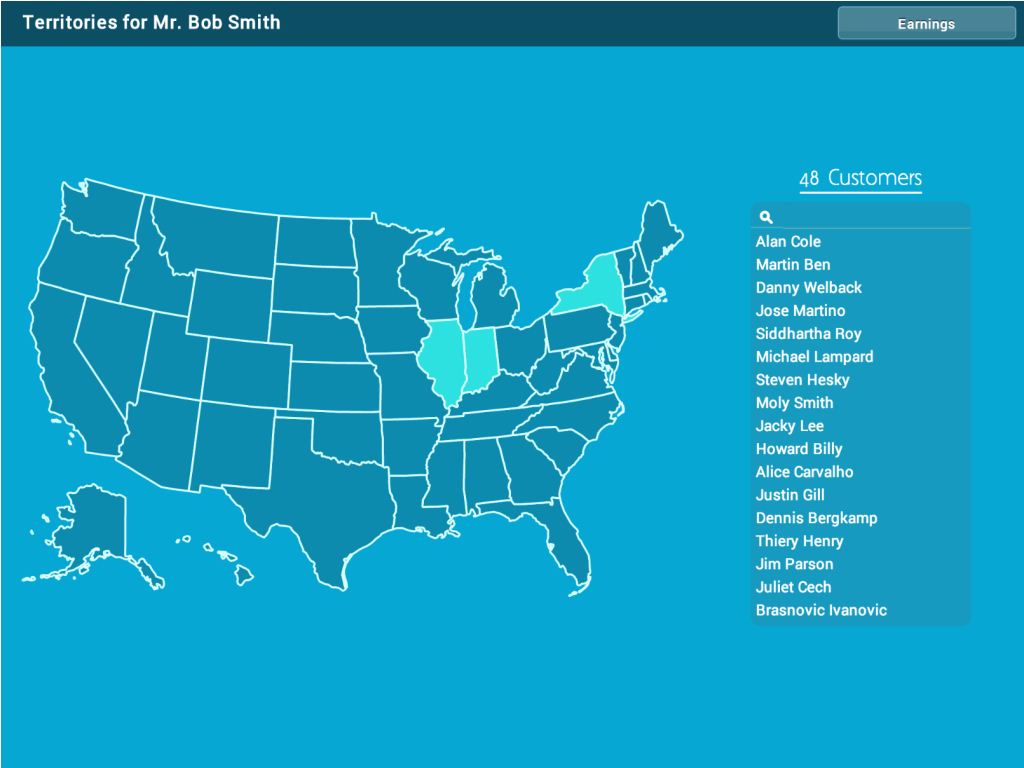 Territories for Mr. Bob Smith
Earnings
48 Customers
Alan Cole
Martin Ben
Danny Welback
Jose Martino
Siddhartha Roy
Michael Lampard
Steven Hesky
Moly Smith
Jacky Lee
Howard Billy
Alice Carvalho
Justin Gill
Dennis Bergkamp
Thiery Henry
Jim Parson
Juliet Cech
Brasnovic Ivanovic